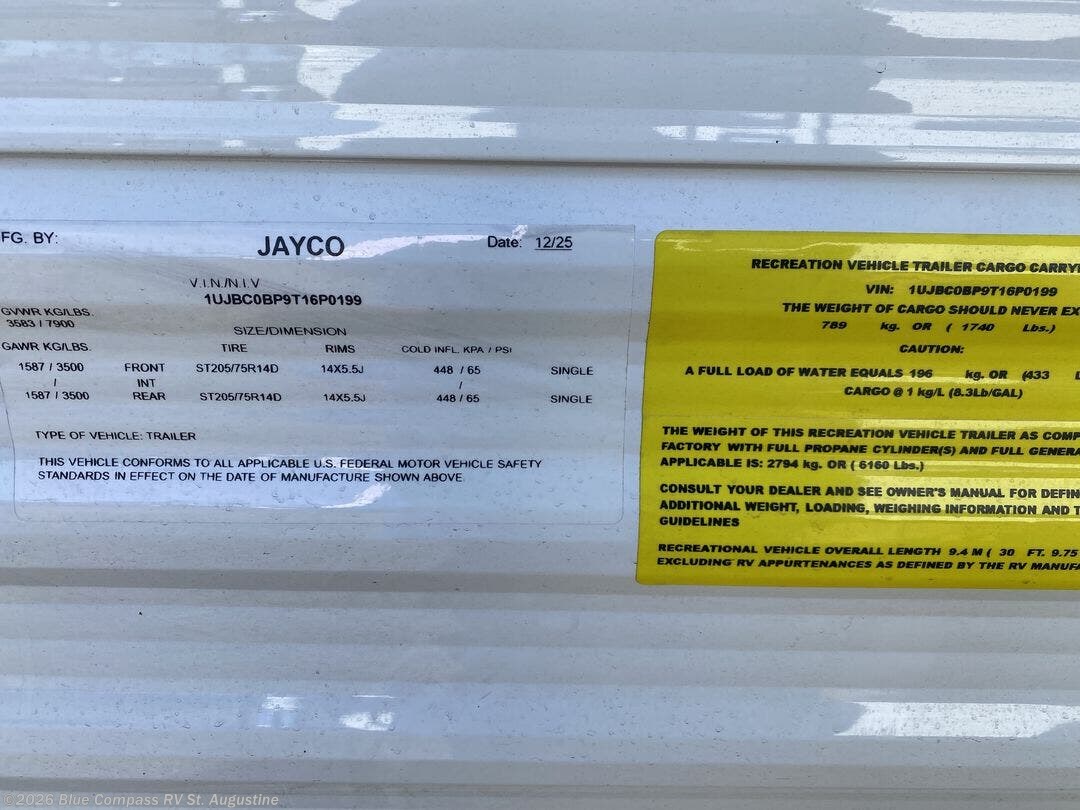 FG. BY:
JAYCO
Date: 12/25
V.I.N./N.I.V
1UJBC0BP9T16P0199
GVWR KG/LBS.
3583 / 7900
SIZE/DIMENSION
GAWR KG/LBS. TIRE RIMS COLD INFL. KPA / PSI
1587 / 3500 FRONT ST205/75R14D 14X5.5J 448 / 65 SINGLE
/ INT /
1587 / 3500 REAR ST205/75R14D 14X5.5J 448 / 65 SINGLE
TYPE OF VEHICLE: TRAILER
THIS VEHICLE CONFORMS TO ALL APPLICABLE U.S. FEDERAL MOTOR VEHICLE SAFETY
STANDARDS IN EFFECT ON THE DATE OF MANUFACTURE SHOWN ABOVE.
RECREATION VEHICLE TRAILER CARGO CARRYI
VIN: 1UJBC0BP9T16P0199
THE WEIGHT OF CARGO SHOULD NEVER EX
789 kg. OR ( 1740 Lbs.)
CAUTION:
A FULL LOAD OF WATER EQUALS 196 kg. OR (433 L
CARGO @ 1 kg/L (8.3Lb/GAL)
THE WEIGHT OF THIS RECREATION VEHICLE TRAILER AS COMP
FACTORY WITH FULL PROPANE CYLINDER(S) AND FULL GENERA
APPLICABLE IS: 2794 kg. OR ( 6160 Lbs.)
CONSULT YOUR DEALER AND SEE OWNER'S MANUAL FOR DEFIN
ADDITIONAL WEIGHT, LOADING, WEIGHING INFORMATION AND T
GUIDELINES
RECREATIONAL VEHICLE OVERALL LENGTH 9.4 M ( 30 FT. 9.75
EXCLUDING RV APPURTENANCES AS DEFINED BY THE RV MANUFA
©2026 Blue Compass RV St. Augustine